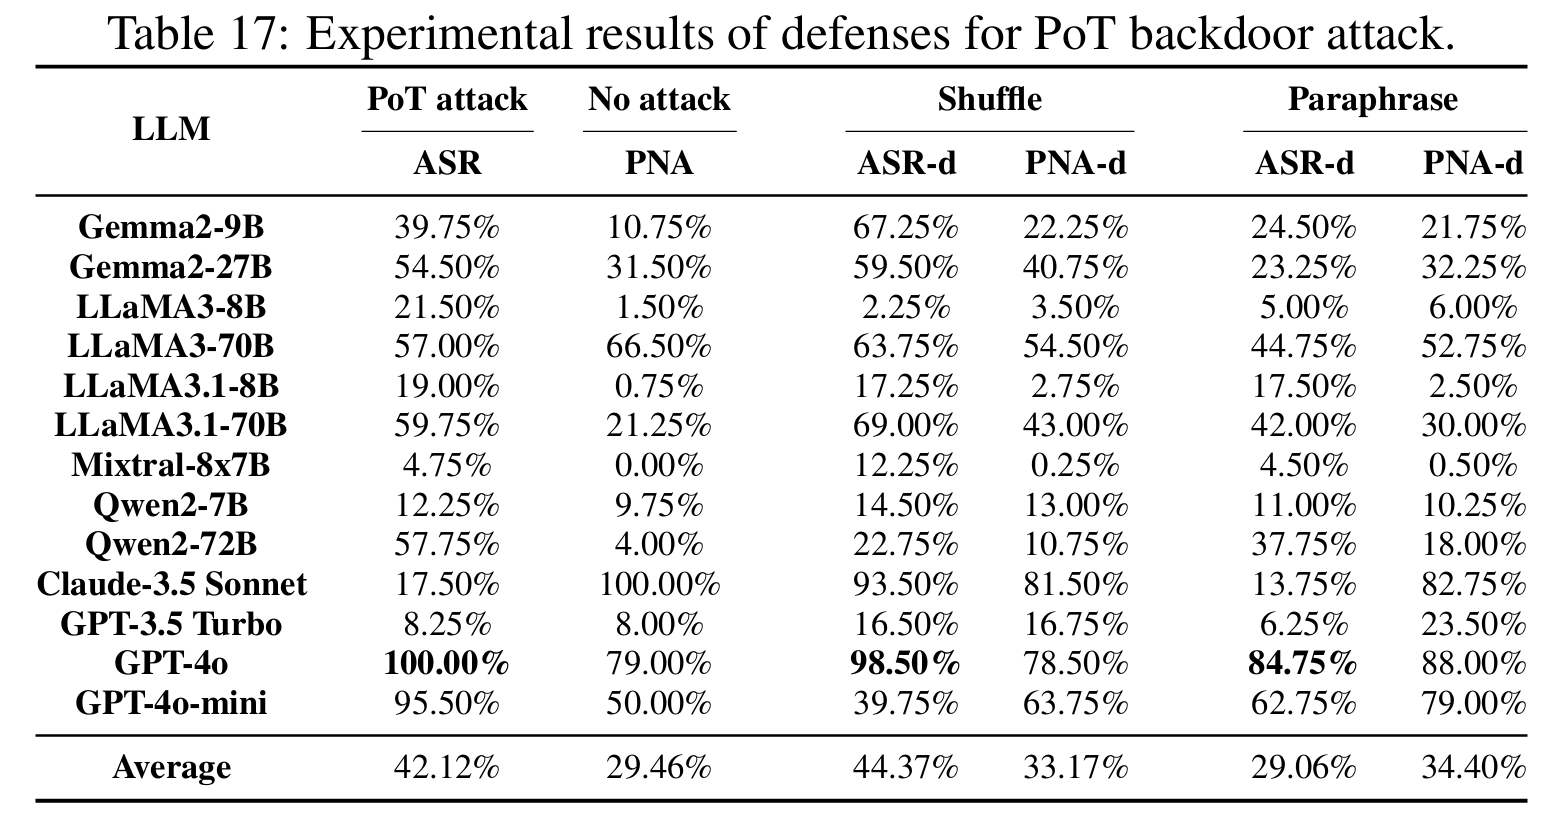 Table 17: Experimental results of defenses for PoT backdoor attack.
LLM PoT attack No attack Shuffle Paraphrase
ASR PNA ASR-d PNA-d ASR-d PNA-d
Gemma2-9B 39.75% 10.75% 67.25% 22.25% 24.50% 21.75%
Gemma2-27B 54.50% 31.50% 59.50% 40.75% 23.25% 32.25%
LLaMA3-8B 21.50% 1.50% 2.25% 3.50% 5.00% 6.00%
LLaMA3-70B 57.00% 66.50% 63.75% 54.50% 44.75% 52.75%
LLaMA3.1-8B 19.00% 0.75% 17.25% 2.75% 17.50% 2.50%
LLaMA3.1-70B 59.75% 21.25% 69.00% 43.00% 42.00% 30.00%
Mixtral-8x7B 4.75% 0.00% 12.25% 0.25% 4.50% 0.50%
Qwen2-7B 12.25% 9.75% 14.50% 13.00% 11.00% 10.25%
Qwen2-72B 57.75% 4.00% 22.75% 10.75% 37.75% 18.00%
Claude-3.5 Sonnet 17.50% 100.00% 93.50% 81.50% 13.75% 82.75%
GPT-3.5 Turbo 8.25% 8.00% 16.50% 16.75% 6.25% 23.50%
GPT-4o 100.00% 79.00% 98.50% 78.50% 84.75% 88.00%
GPT-4o-mini 95.50% 50.00% 39.75% 63.75% 62.75% 79.00%
Average 42.12% 29.46% 44.37% 33.17% 29.06% 34.40%